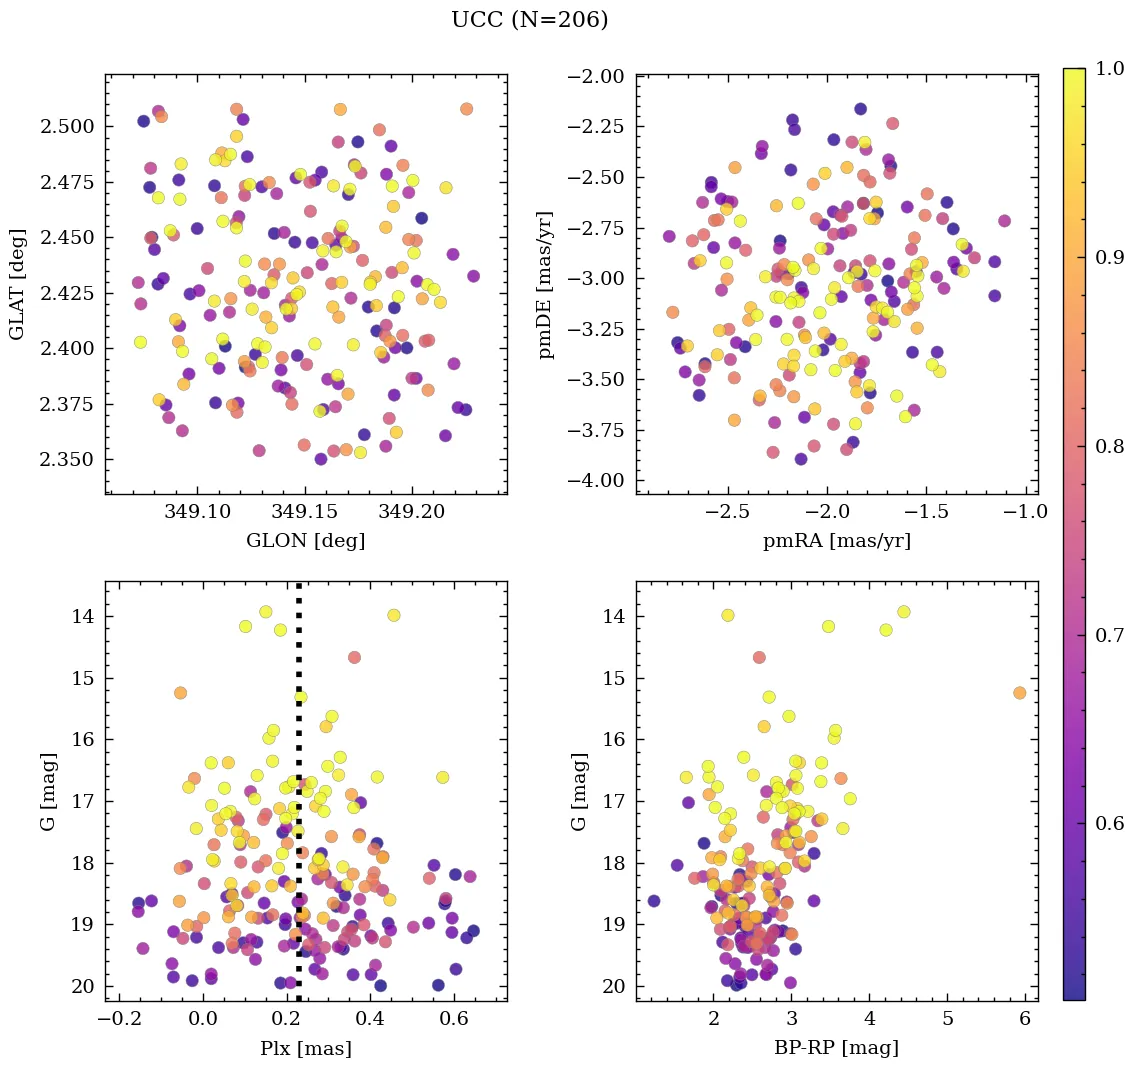 UCC (N=206)
2.500
2.475
2.450
2.425
2.400
2.375
2.350
GLAT [deg]
349.10 349.15 349.20
GLON [deg]
−2.00
−2.25
−2.50
−2.75
−3.00
−3.25
−3.50
−3.75
−4.00
pmDE [mas/yr]
−2.5 −2.0 −1.5 −1.0
pmRA [mas/yr]
1.0
0.9
0.8
0.7
0.6
14
15
16
17
18
19
20
G [mag]
−0.2 0.0 0.2 0.4 0.6
Plx [mas]
14
15
16
17
18
19
20
G [mag]
2 3 4 5 6
BP-RP [mag]